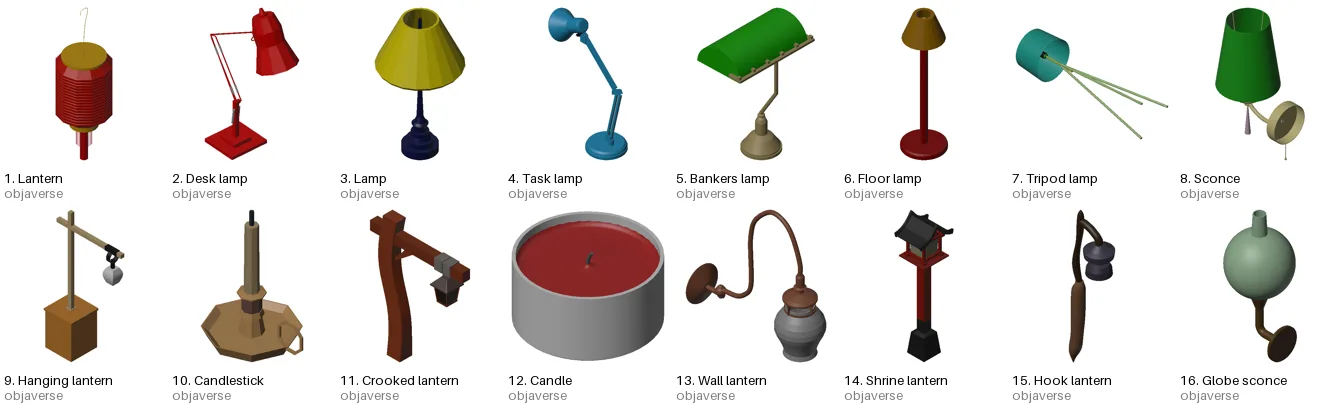 1. Lantern
objaverse
2. Desk lamp
objaverse
3. Lamp
objaverse
4. Task lamp
objaverse
5. Bankers lamp
objaverse
6. Floor lamp
objaverse
7. Tripod lamp
objaverse
8. Sconce
objaverse
9. Hanging lantern
objaverse
10. Candlestick
objaverse
11. Crooked lantern
objaverse
12. Candle
objaverse
13. Wall lantern
objaverse
14. Shrine lantern
objaverse
15. Hook lantern
objaverse
16. Globe sconce
objaverse